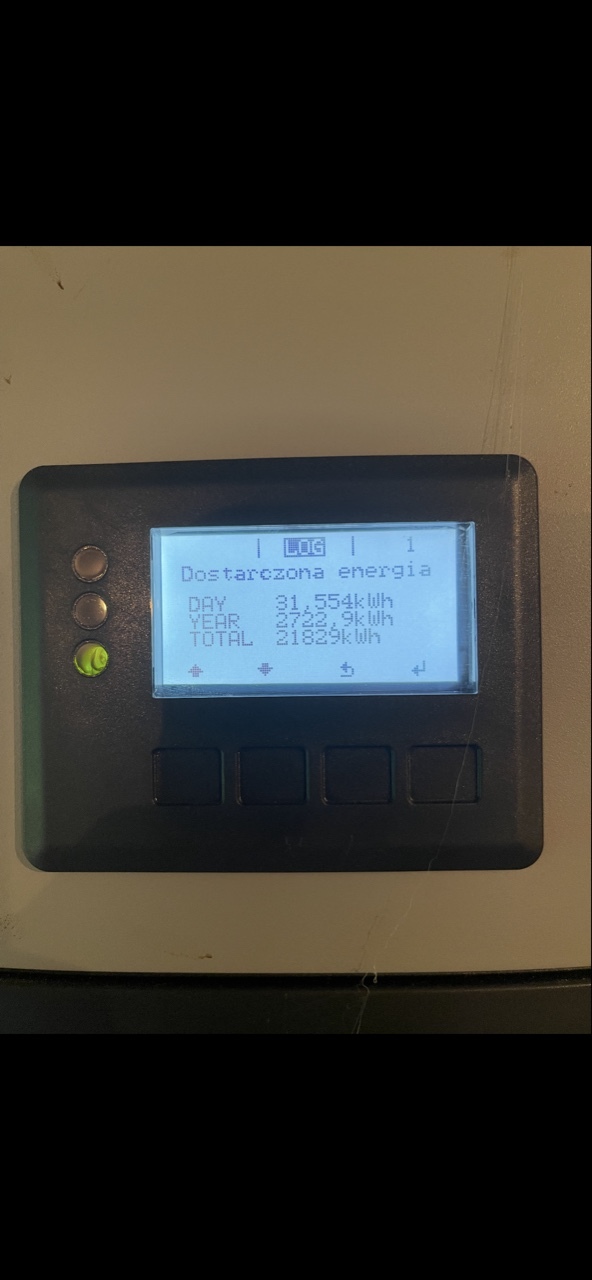 | LOG | 1
Dostarczona energia
DAY 31,554kWh
YEAR 2722,9kWh
TOTAL 21829kWh